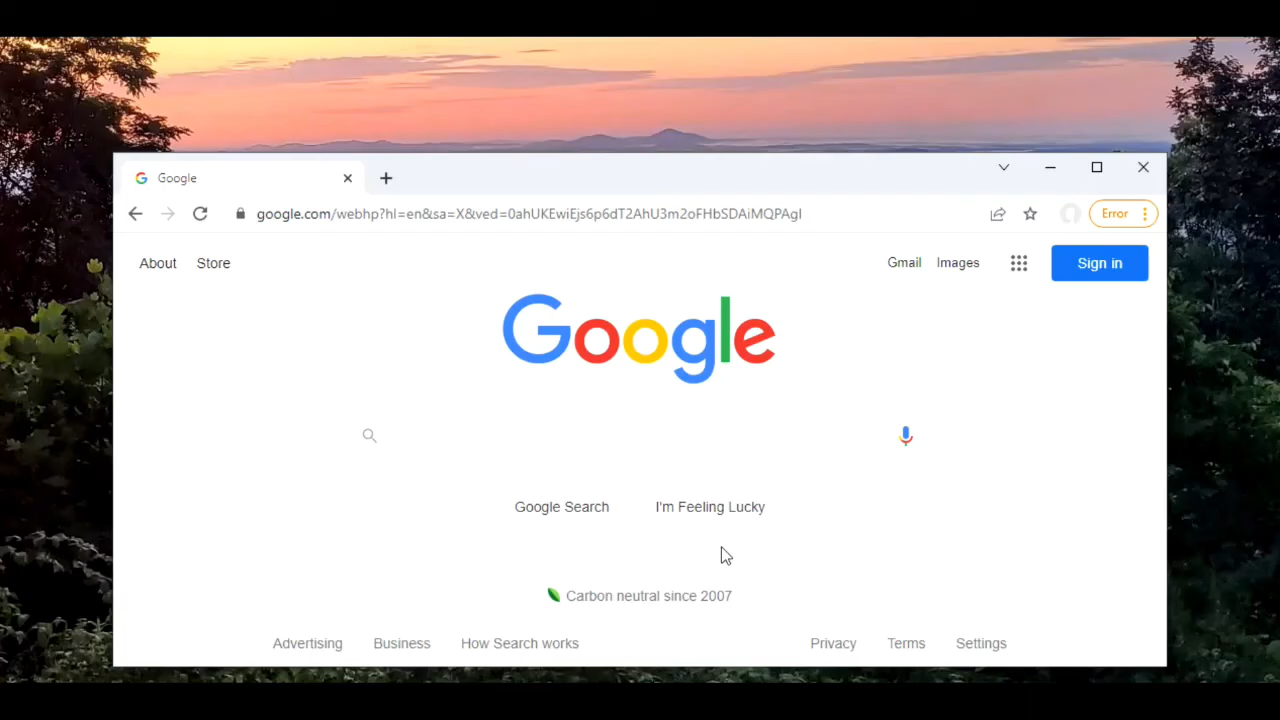 Google
google.com/webhp?hl=en&sa=X&ved=0ahUKEwiEjs6p6dT2AhU3m2oFHbSDAiMQPAgI
Error
About Store
Gmail Images Sign in
Google
Google Search I'm Feeling Lucky
Carbon neutral since 2007
Advertising Business How Search works
Privacy Terms Settings